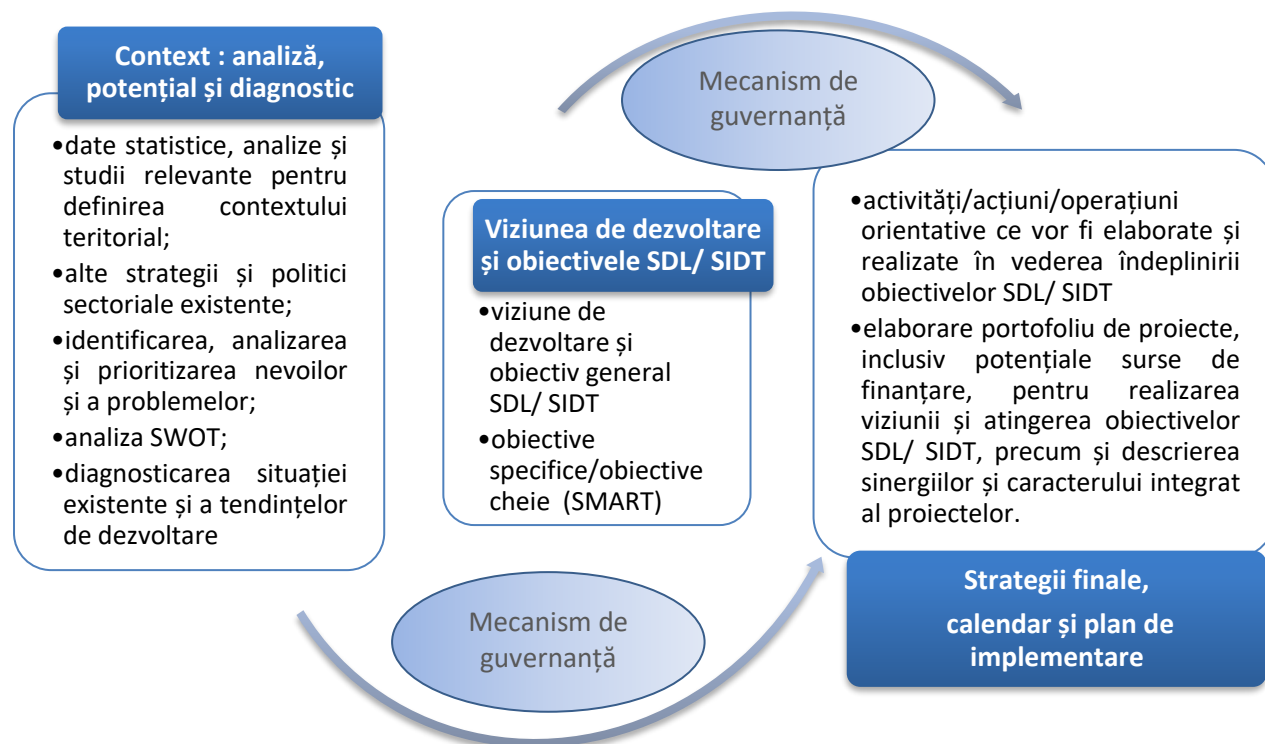 Context : analiză,
potențial și diagnostic
•date statistice, analize și
studii relevante pentru
definirea contextului
teritorial;
•alte strategii și politici
sectoriale existente;
•identificarea, analizarea
și prioritizarea nevoilor
și a problemelor;
•analiza SWOT;
•diagnosticarea situației
existente și a tendințelor
de dezvoltare
Mecanism de
guvernanță
Viziunea de dezvoltare
și obiectivele SDL/ SIDT
•viziune de
dezvoltare și
obiectiv general
SDL/ SIDT
•obiective
specifice/obiective
cheie (SMART)
Mecanism de
guvernanță
•activități/acțiuni/operațiuni
orientative ce vor fi elaborate și
realizate în vederea îndeplinirii
obiectivelor SDL/ SIDT
•elaborare portofoliu de proiecte,
inclusiv potențiale surse de
finanțare, pentru realizarea
viziunii și atingerea obiectivelor
SDL/ SIDT, precum și descrierea
sinergiilor și caracterului integrat
al proiectelor.
Strategii finale,
calendar și plan de
implementare